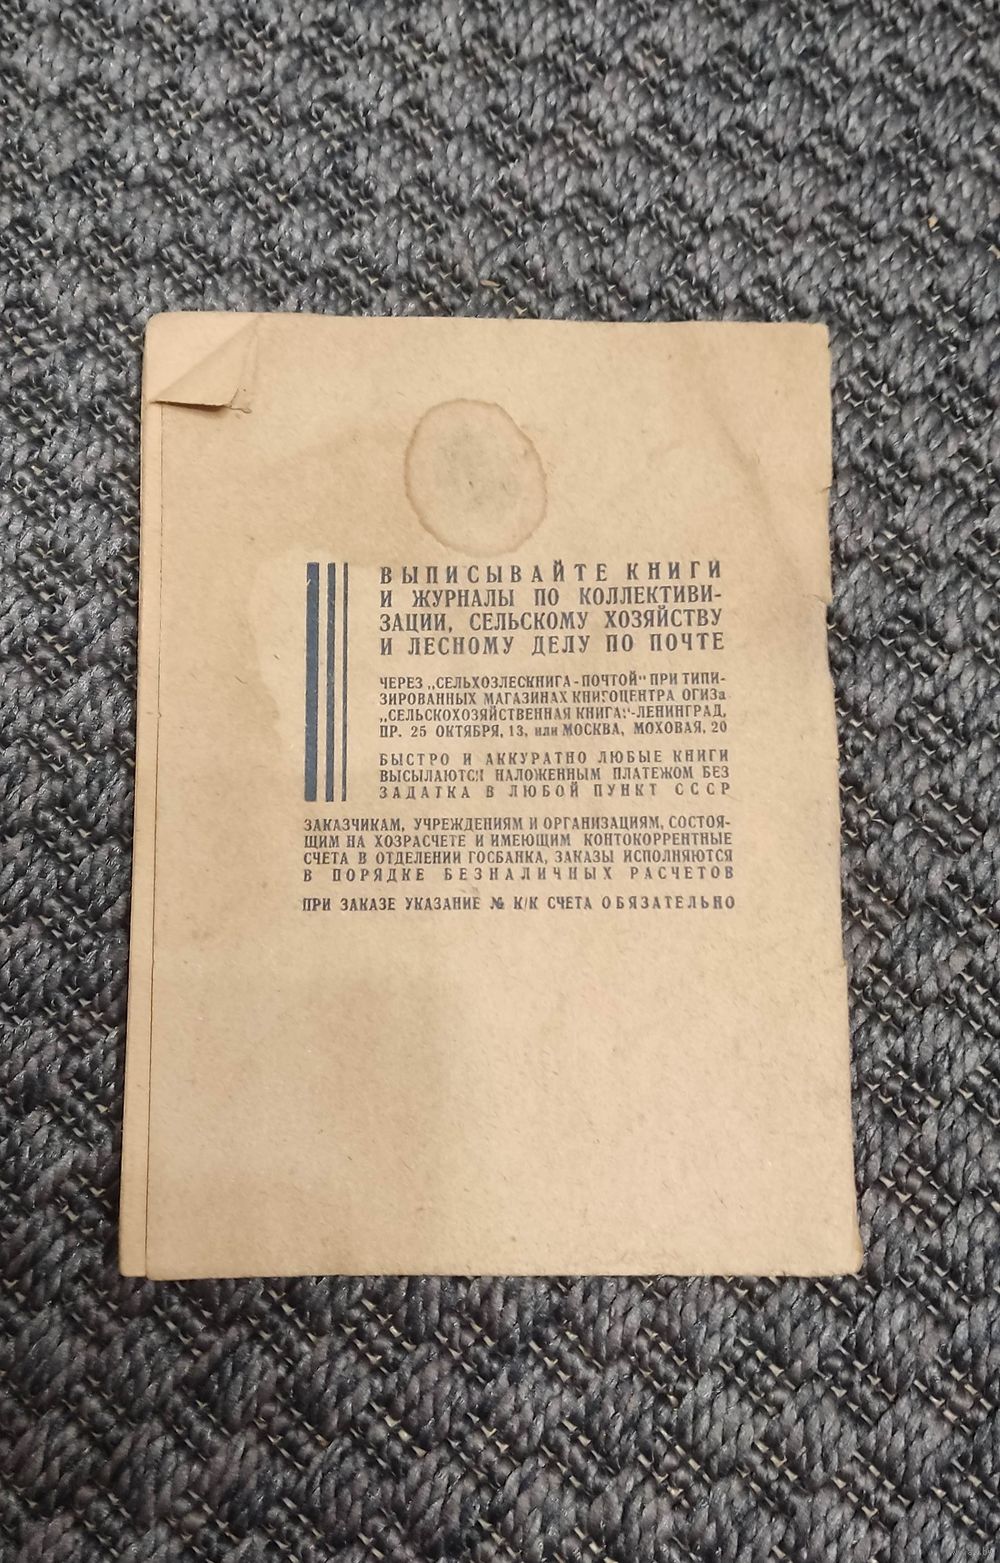 ВЫПИСЫВАЙТЕ КНИГИ
И ЖУРНАЛЫ ПО КОЛЛЕКТИВИ-
ЗАЦИИ, СЕЛЬСКОМУ ХОЗЯЙСТВУ
И ЛЕСНОМУ ДЕЛУ ПО ПОЧТЕ
ЧЕРЕЗ „СЕЛЬХОЗЛЕСКНИГА-ПОЧТОЙ" ПРИ ТИПИ-
ЗИРОВАННЫХ МАГАЗИНАХ КНИГОЦЕНТРА ОГИЗа
„СЕЛЬСКОХОЗЯЙСТВЕННАЯ КНИГА"-ЛЕНИНГРАД,
ПР. 25 ОКТЯБРЯ, 13, или МОСКВА, МОХОВАЯ, 20
БЫСТРО И АККУРАТНО ЛЮБЫЕ КНИГИ
ВЫСЫЛАЮТСЯ НАЛОЖЕННЫМ ПЛАТЕЖОМ БЕЗ
ЗАДАТКА В ЛЮБОЙ ПУНКТ СССР
ЗАКАЗЧИКАМ, УЧРЕЖДЕНИЯМ И ОРГАНИЗАЦИЯМ, СОСТОЯ-
ЩИМ НА ХОЗРАСЧЕТЕ И ИМЕЮЩИМ КОНТОКОРРЕНТНЫЕ
СЧЕТА В ОТДЕЛЕНИИ ГОСБАНКА, ЗАКАЗЫ ИСПОЛНЯЮТСЯ
В ПОРЯДКЕ БЕЗНАЛИЧНЫХ РАСЧЕТОВ
ПРИ ЗАКАЗЕ УКАЗАНИЕ № К/К СЧЕТА ОБЯЗАТЕЛЬНО